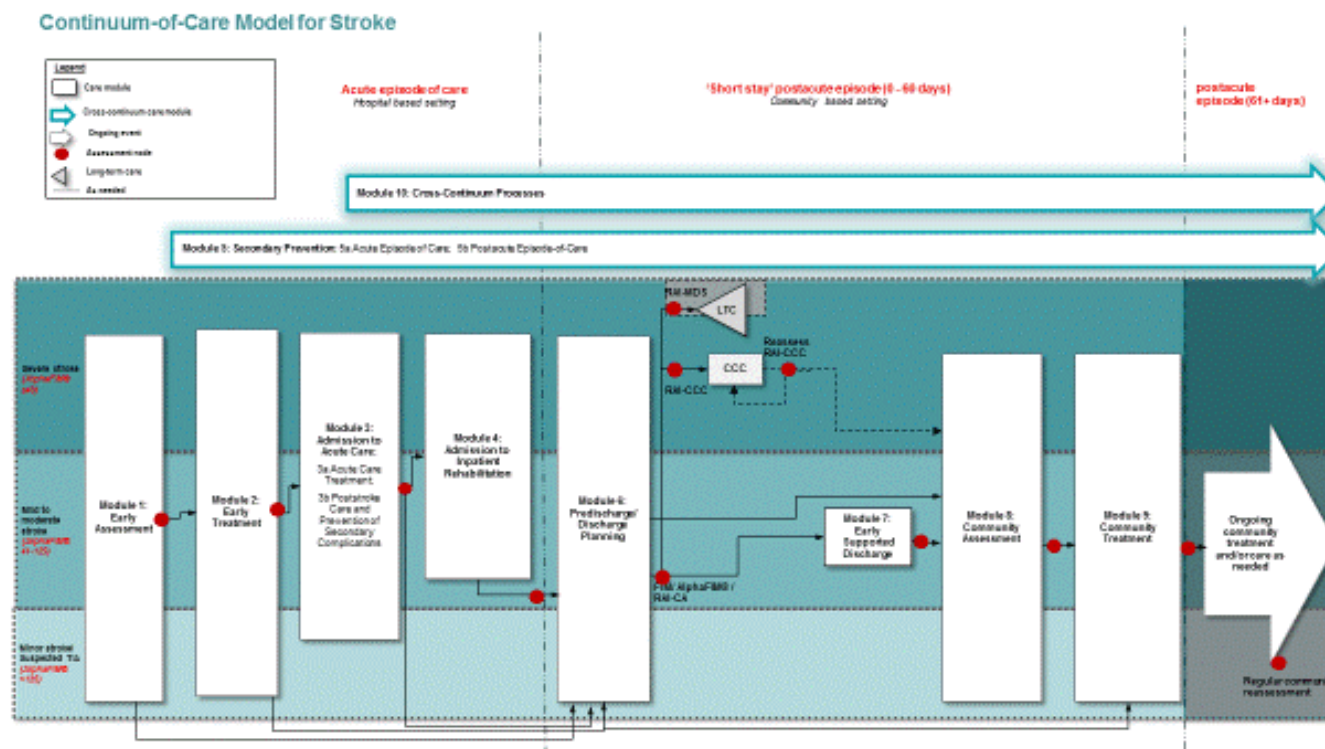 Continuum-of-Care Model for Stroke
Legend
Care module
Cross-continuum care module
Ongoing event
Assessment node
Long-term care
As needed
Acute episode of care
Hospital based setting
'Short stay' postacute episode (0 - 60 days)
Community based setting
postacute
episode (61+ days)
Module 10: Cross-Continuum Processes
Module 5: Secondary Prevention: 5a Acute Episode of Care; 5b Postacute Episode-of-Care
Severe stroke
Mild to
moderate
stroke
Minor stroke/
Suspected TIA
Module 1:
Early
Assessment
Module 2:
Early
Treatment
Module 3:
Admission to
Acute Care:
3a Acute Care
Treatment.
3b Poststroke
Care and
Prevention of
Secondary
Complications
Module 4:
Admission to
Inpatient
Rehabilitation
Module 6:
Predischarge/
Discharge
Planning
RAI-MDS
LTC
RAI-CCC
CCC
Reassess
RAI-CCC
FIM/ AlphaFIM® /
RAI-CA
Module 7:
Early
Supported
Discharge
Module 8:
Community
Assessment
Module 9:
Community
Treatment
Ongoing
community
treatment
and/or care as
needed
Regular commun
reassessment